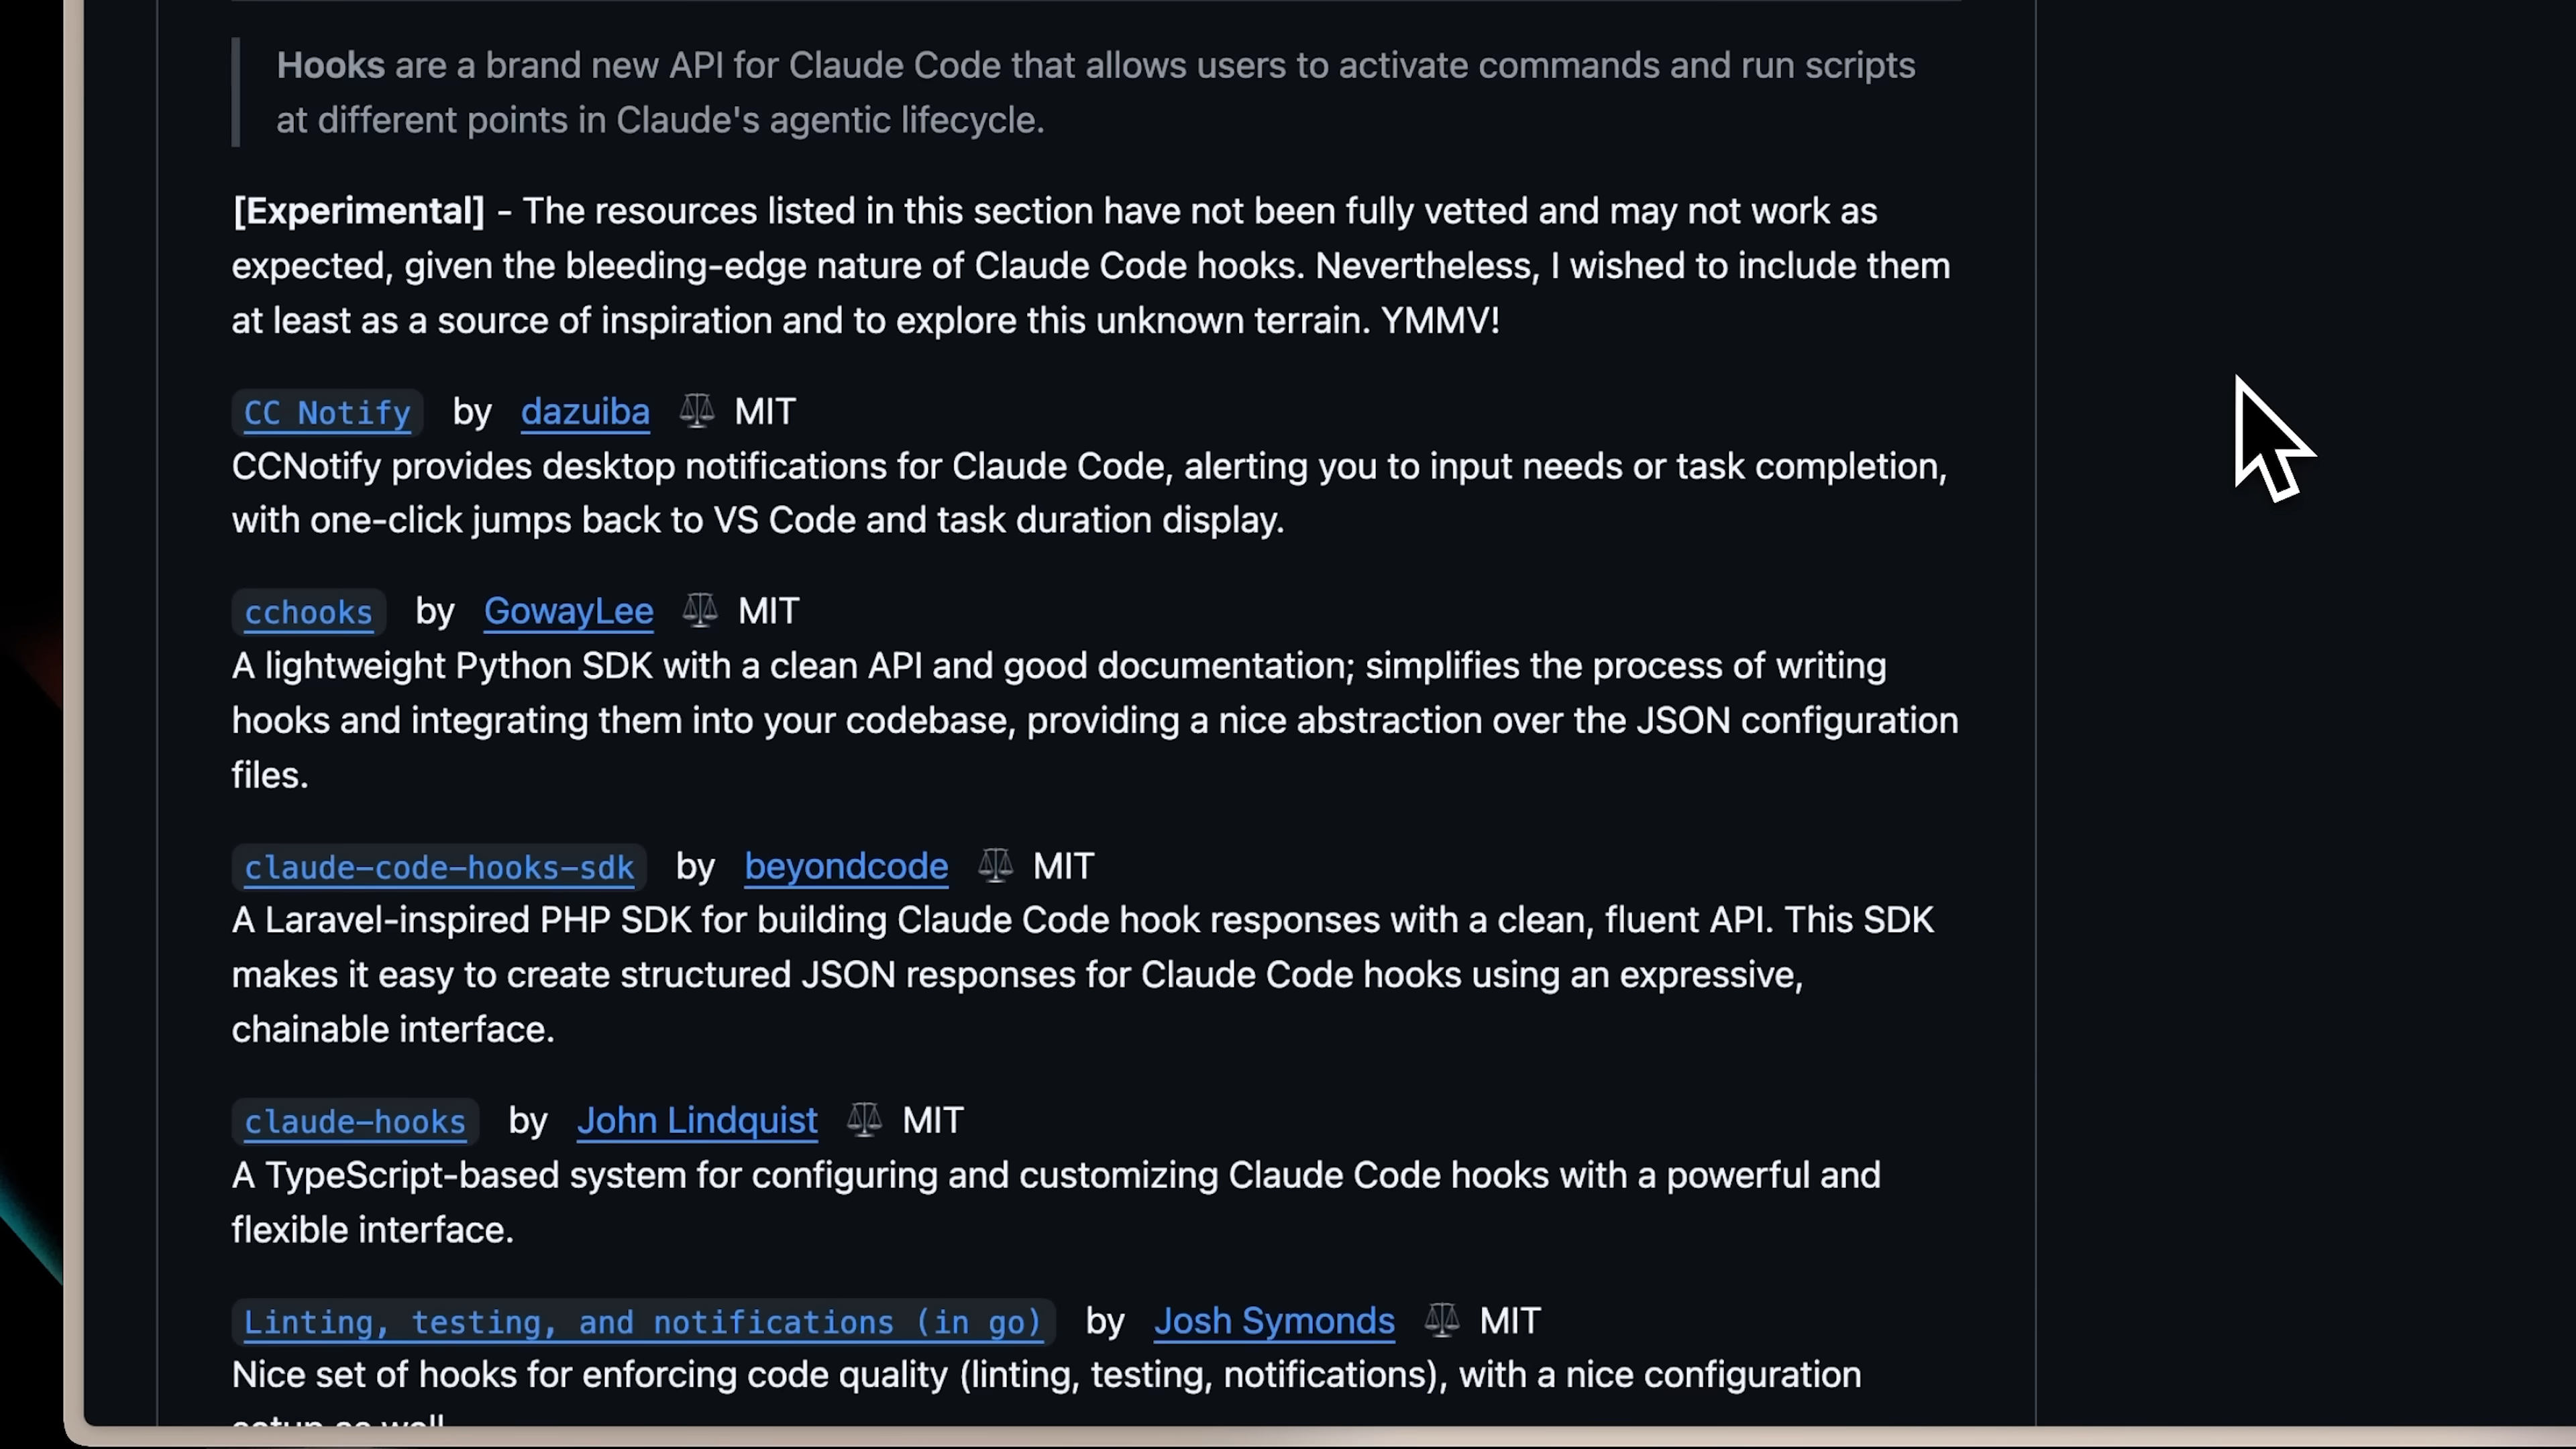 Hooks are a brand new API for Claude Code that allows users to activate commands and run scripts
at different points in Claude's agentic lifecycle.
[Experimental] - The resources listed in this section have not been fully vetted and may not work as
expected, given the bleeding-edge nature of Claude Code hooks. Nevertheless, I wished to include them
at least as a source of inspiration and to explore this unknown terrain. YMMV!
CC Notify by dazuiba ⚖️ MIT
CCNotify provides desktop notifications for Claude Code, alerting you to input needs or task completion,
with one-click jumps back to VS Code and task duration display.
cchooks by GowayLee ⚖️ MIT
A lightweight Python SDK with a clean API and good documentation; simplifies the process of writing
hooks and integrating them into your codebase, providing a nice abstraction over the JSON configuration
files.
claude-code-hooks-sdk by beyondcode ⚖️ MIT
A Laravel-inspired PHP SDK for building Claude Code hook responses with a clean, fluent API. This SDK
makes it easy to create structured JSON responses for Claude Code hooks using an expressive,
chainable interface.
claude-hooks by John Lindquist ⚖️ MIT
A TypeScript-based system for configuring and customizing Claude Code hooks with a powerful and
flexible interface.
Linting, testing, and notifications (in go) by Josh Symonds ⚖️ MIT
Nice set of hooks for enforcing code quality (linting, testing, notifications), with a nice configuration
setup as well